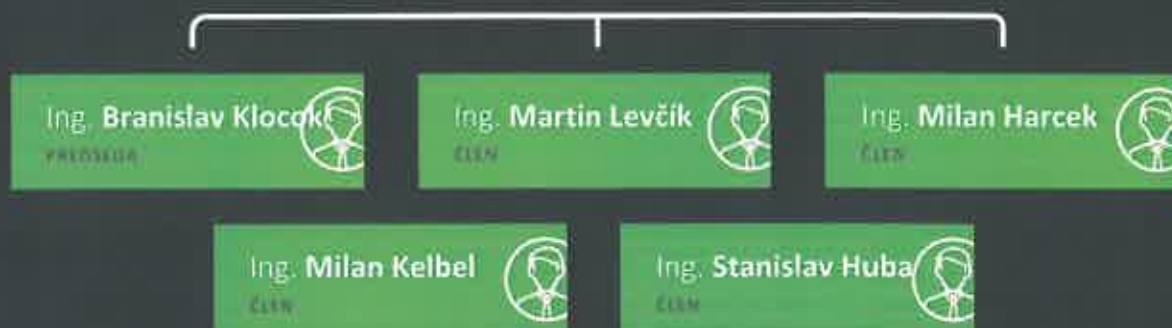 Ing. Branislav Klocok
PREDSEDA
Ing. Martin Levčík
ČLEN
Ing. Milan Harcek
ČLEN
Ing. Milan Kelbel
ČLEN
Ing. Stanislav Huba
ČLEN